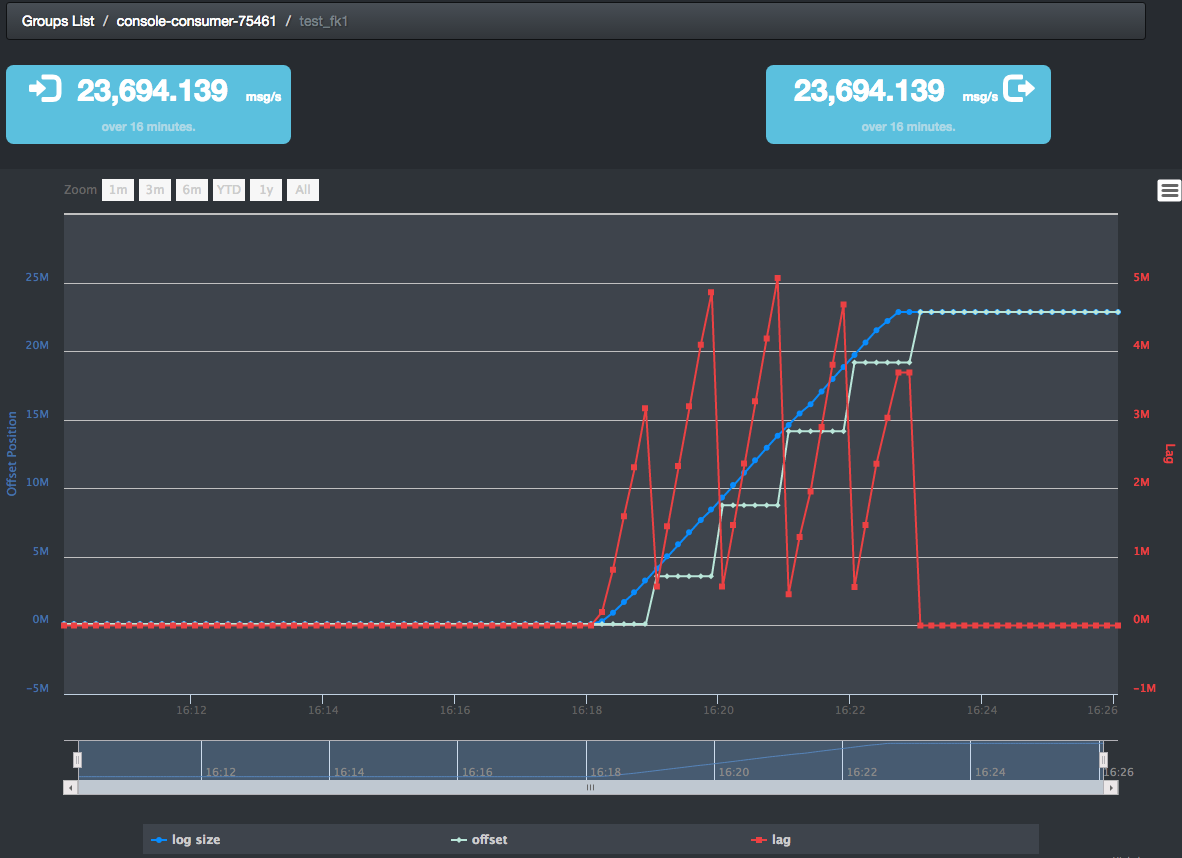 Groups List / console-consumer-75461 / test_fk1
23,694.139 msg/s
over 16 minutes.
23,694.139 msg/s
over 16 minutes.
Zoom 1m 3m 6m YTD 1y All
25M
20M
15M
10M
5M
0M
-5M
Offset Position
5M
4M
3M
2M
1M
0M
-1M
Lag
16:12 16:14 16:16 16:18 16:20 16:22 16:24 16:26
16:12 16:14 16:16 16:18 16:20 16:22 16:24 16:26
log size offset lag